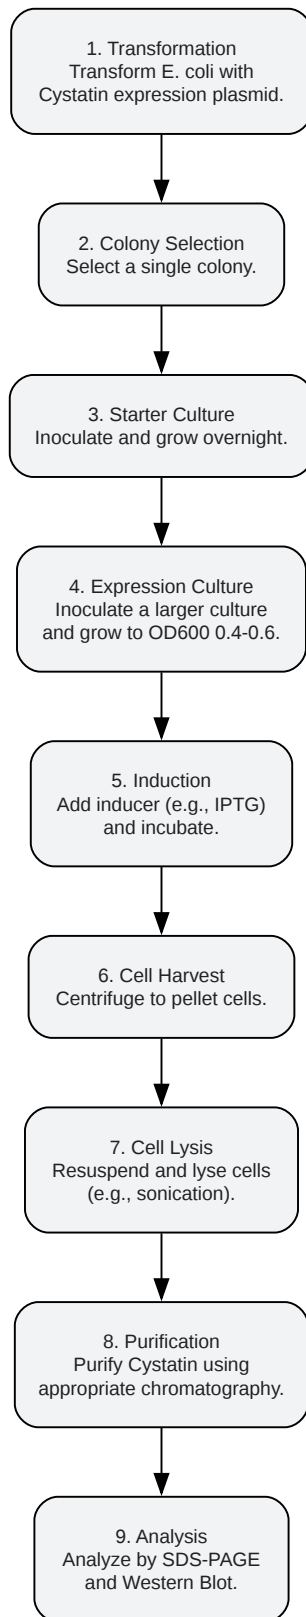 1. Transformation
Transform E. coli with
Cystatin expression plasmid.
2. Colony Selection
Select a single colony.
3. Starter Culture
Inoculate and grow overnight.
4. Expression Culture
Inoculate a larger culture
and grow to OD600 0.4-0.6.
5. Induction
Add inducer (e.g., IPTG)
and incubate.
6. Cell Harvest
Centrifuge to pellet cells.
7. Cell Lysis
Resuspend and lyse cells
(e.g., sonication).
8. Purification
Purify Cystatin using
appropriate chromatography.
9. Analysis
Analyze by SDS-PAGE
and Western Blot.